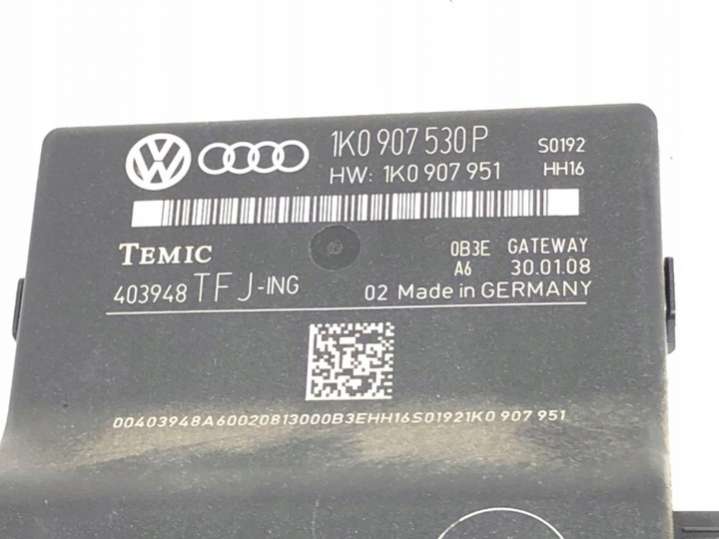 1K0 907 530 P S0192
HW: 1K0 907 951 HH16
TEMIC 0B3E GATEWAY
A6 30.01.08
403948 TFJ-ING 02 Made in GERMANY
00403948A60020813000B3EHH16S01921K0 907 951